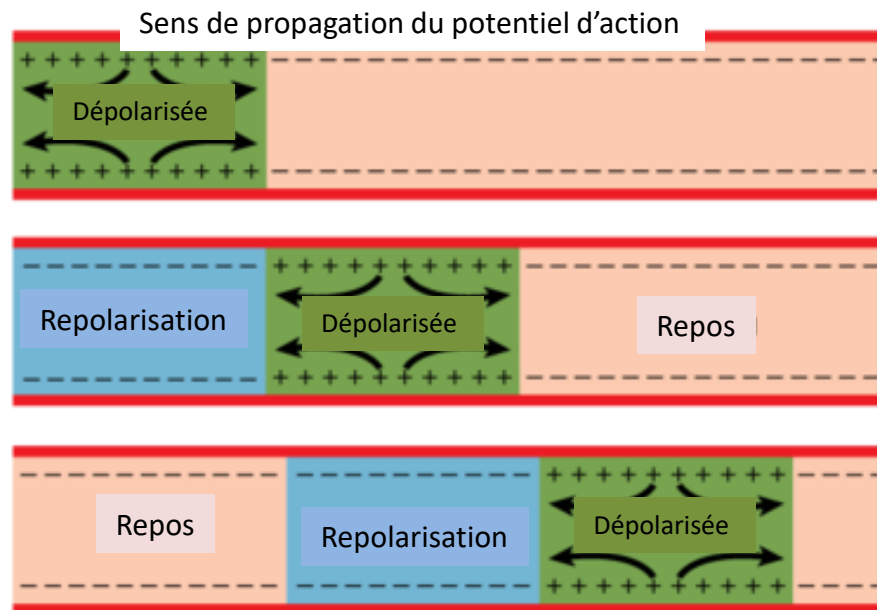 Sens de propagation du potentiel d’action
+ + + + + + + + + + – – – – – – – – – – – – – – – – – – – – – – – –
Dépolarisée
+ + + + + + + + + + – – – – – – – – – – – – – – – – – – – – – – – –
– – – – – – – – – – + + + + + + + + + + – – – – – – – – – – – – – –
Repolarisation Dépolarisée Repos
– – – – – – – – – – + + + + + + + + + + – – – – – – – – – – – – – –
– – – – – – – – – – – – – – – – – – – – – + + + + + + + + + + – – –
Repos Repolarisation Dépolarisée
– – – – – – – – – – – – – – – – – – – – – + + + + + + + + + + – – –